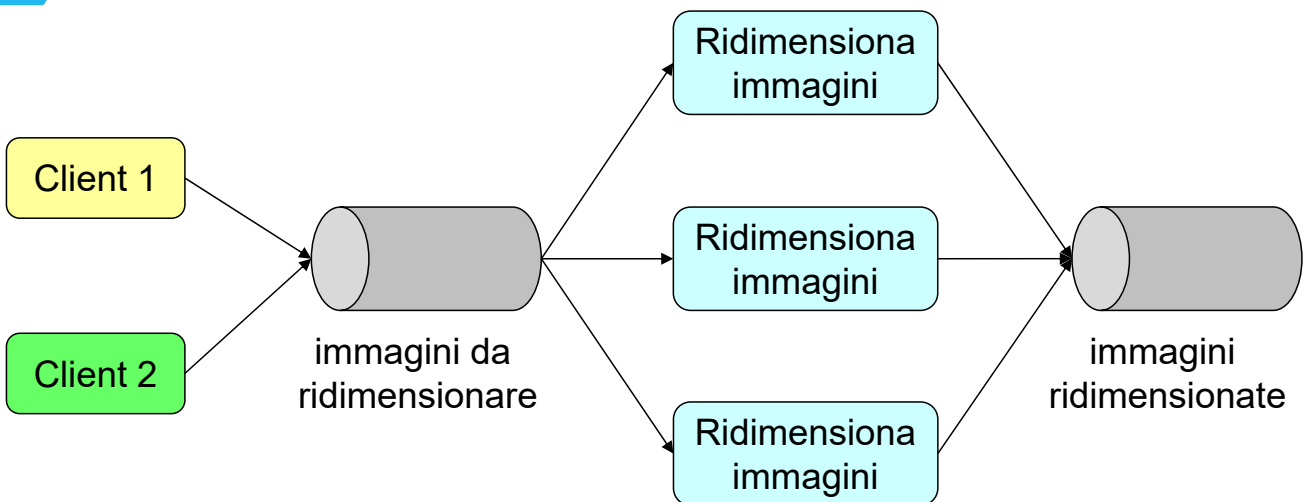 Client 1
Client 2
immagini da
ridimensionare
Ridimensiona
immagini
Ridimensiona
immagini
Ridimensiona
immagini
immagini
ridimensionate